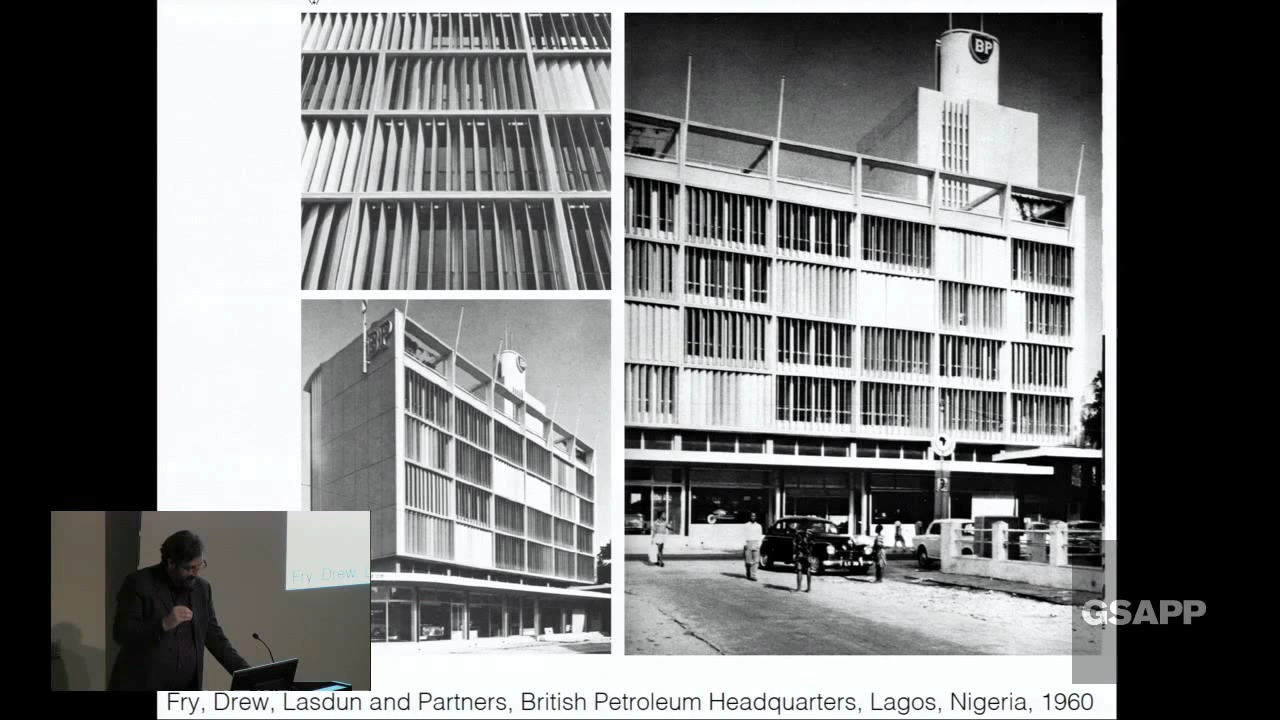 BP
BP
Fry, Drew, L
GSAPP
Fry, Drew, Lasdun and Partners, British Petroleum Headquarters, Lagos, Nigeria, 1960